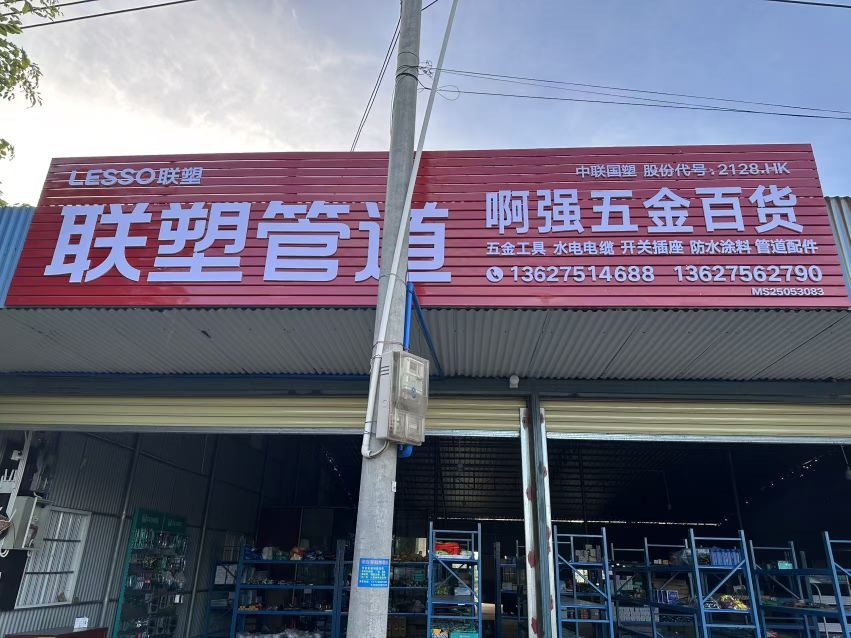 LESSO联塑
联塑管道
中联国塑 股份代号:2128.HK
啊强五金百货
五金工具 水电电缆 开关插座 防水涂料 管道配件
13627514688 13627562790
MS25053083